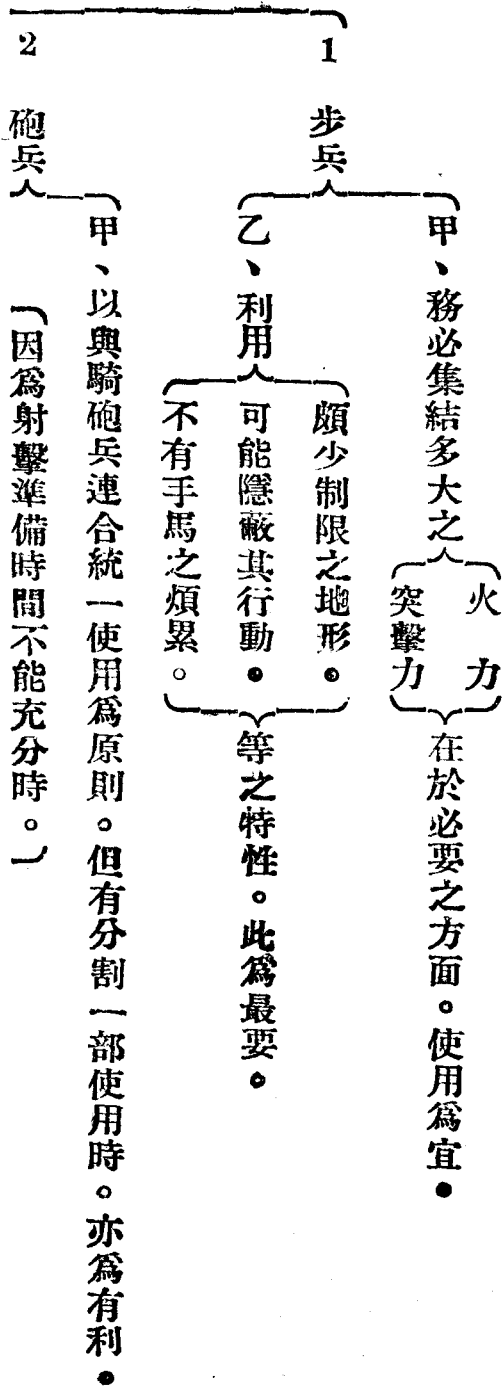 1 步兵
甲、務必集結多大之
火力
突擊力
在於必要之方面。使用爲宜。
乙、利用
頗少制限之地形。
可能隱蔽其行動。
不有手馬之煩累。
等之特性。此爲最要。
2 砲兵
甲、以與騎砲兵連合統一使用爲原則。但有分割一部使用時。亦爲有利。
因爲射擊準備時間不能充分時。